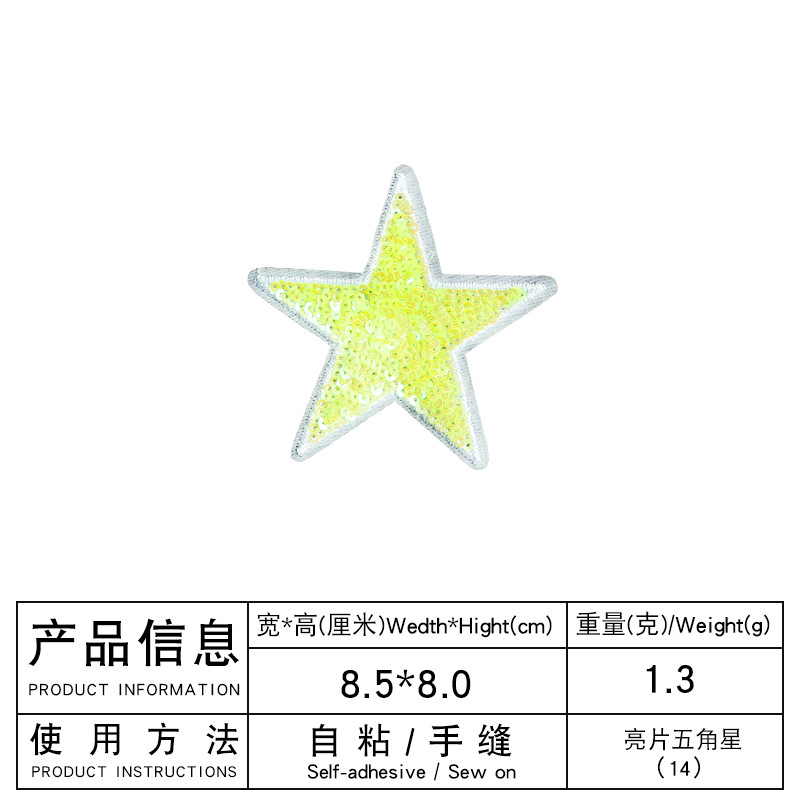 产品信息
PRODUCT INFORMATION
宽*高(厘米)Wedth*Hight(cm)
重量(克)/Weight(g)
8.5*8.0
1.3
使用方法
PRODUCT INSTRUCTIONS
自粘/手缝
Self-adhesive / Sew on
亮片五角星
(14)